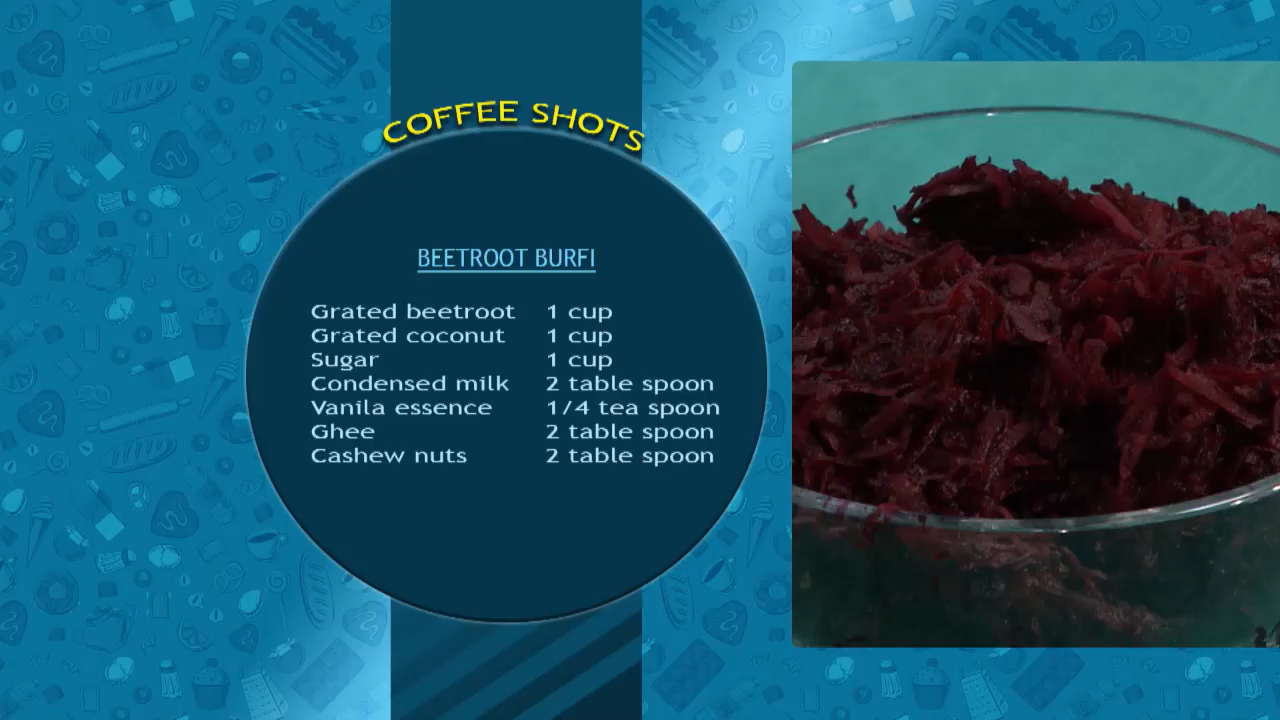 COFFEE SHOTS
BEETROOT BURFI
Grated beetroot 1 cup
Grated coconut 1 cup
Sugar 1 cup
Condensed milk 2 table spoon
Vanila essence 1/4 tea spoon
Ghee 2 table spoon
Cashew nuts 2 table spoon